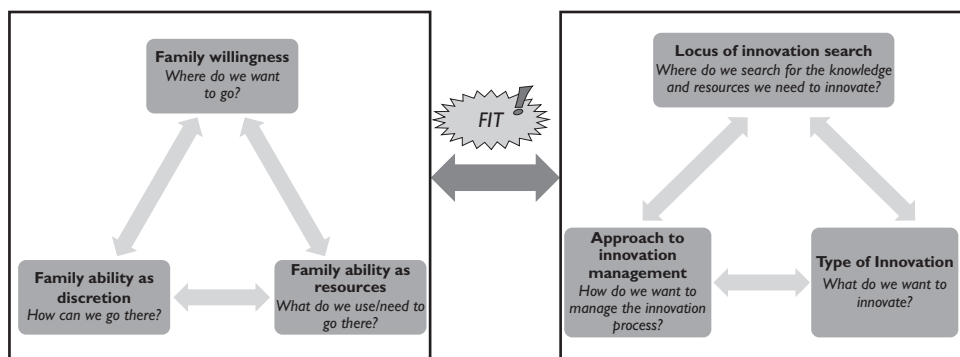 Family willingness
Where do we want
to go?
Family ability as
discretion
How can we go there?
Family ability as
resources
What do we use/need to
go there?
FIT
!
Locus of innovation search
Where do we search for the knowledge
and resources we need to innovate?
Approach to
innovation
management
How do we want to
manage the innovation
process?
Type of Innovation
What do we want to
innovate?